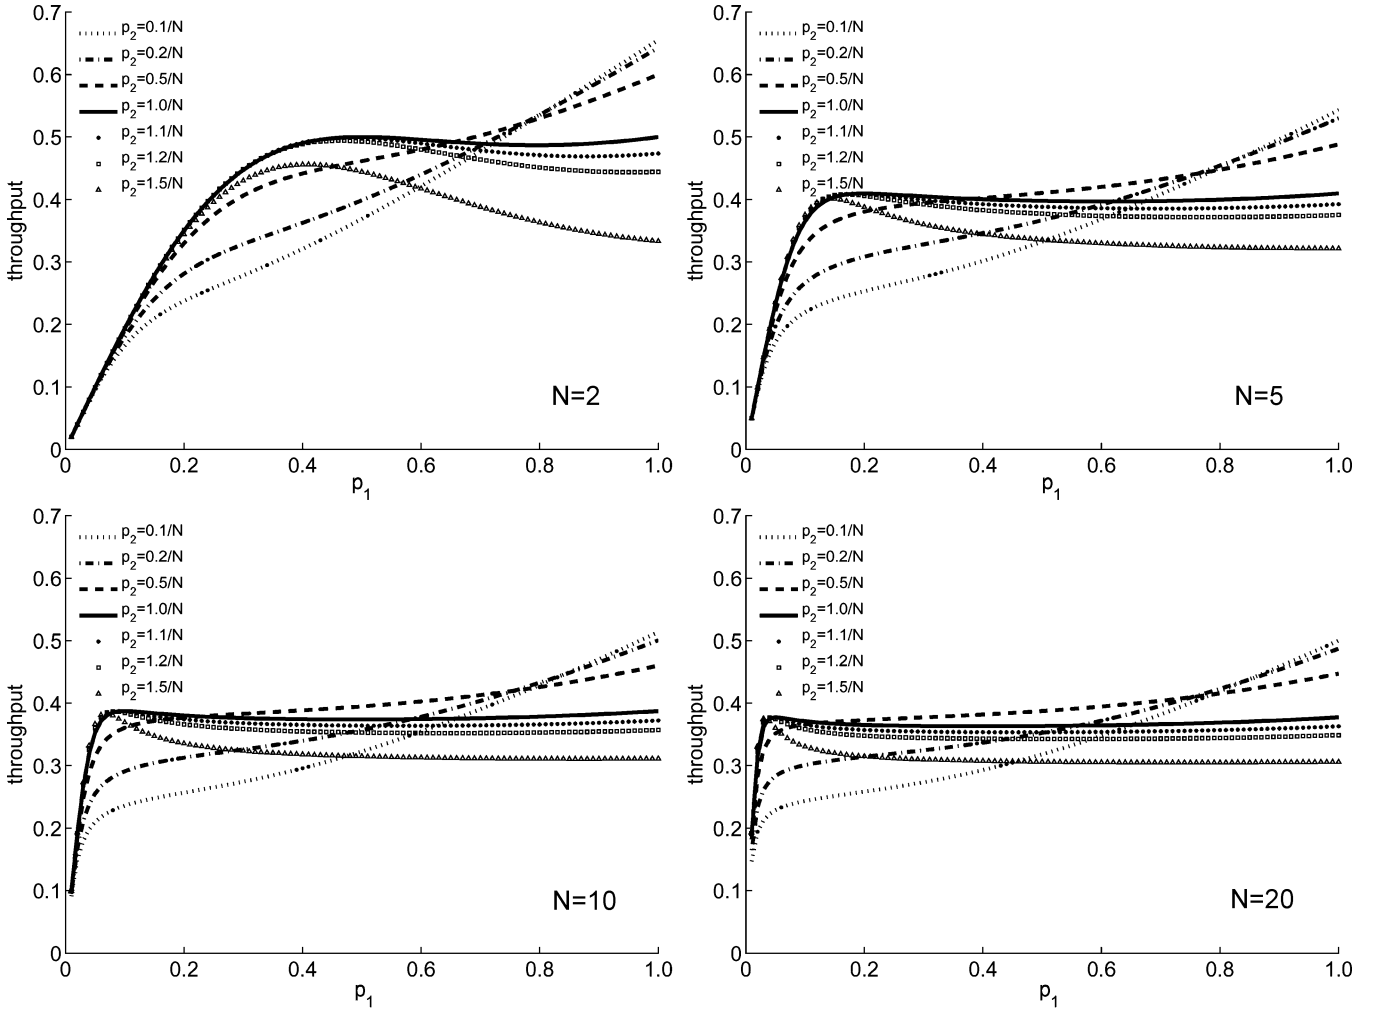 0.7
0.6
0.5
0.4
0.3
0.2
0.1
0
throughput
p2=0.1/N
p2=0.2/N
p2=0.5/N
p2=1.0/N
p2=1.1/N
p2=1.2/N
p2=1.5/N
N=2
0 0.2 0.4 0.6 0.8 1.0
p1
0.7
0.6
0.5
0.4
0.3
0.2
0.1
0
throughput
p2=0.1/N
p2=0.2/N
p2=0.5/N
p2=1.0/N
p2=1.1/N
p2=1.2/N
p2=1.5/N
N=5
0 0.2 0.4 0.6 0.8 1.0
p1
0.7
0.6
0.5
0.4
0.3
0.2
0.1
0
throughput
p2=0.1/N
p2=0.2/N
p2=0.5/N
p2=1.0/N
p2=1.1/N
p2=1.2/N
p2=1.5/N
N=10
0 0.2 0.4 0.6 0.8 1.0
p1
0.7
0.6
0.5
0.4
0.3
0.2
0.1
0
throughput
p2=0.1/N
p2=0.2/N
p2=0.5/N
p2=1.0/N
p2=1.1/N
p2=1.2/N
p2=1.5/N
N=20
0 0.2 0.4 0.6 0.8 1.0
p1